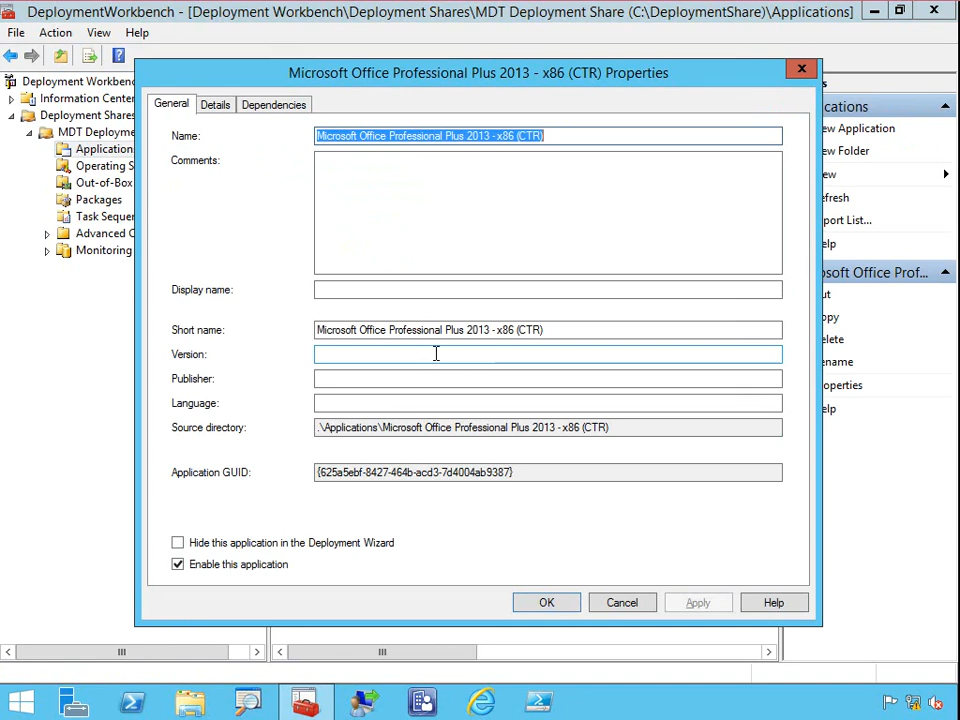 DeploymentWorkbench - [Deployment Workbench\Deployment Shares\MDT Deployment Share (C:\DeploymentShare)\Applications]
File Action View Help
Deployment Workbenc
Information Center
Deployment Shares
MDT Deployme
Application
Operating S
Out-of-Box
Packages
Task Sequer
Advanced C
Monitoring
Microsoft Office Professional Plus 2013 - x86 (CTR) Properties
General Details Dependencies
Name: Microsoft Office Professional Plus 2013 - x86 (CTR)
Comments:
Display name:
Short name: Microsoft Office Professional Plus 2013 - x86 (CTR)
Version:
Publisher:
Language:
Source directory: .\Applications\Microsoft Office Professional Plus 2013 - x86 (CTR)
Application GUID: {625a5ebf-8427-464b-acd3-7d4004ab9387}
Hide this application in the Deployment Wizard
Enable this application
OK Cancel Apply Help
s
cations
ew Application
ew Folder
ew
efresh
port List...
elp
osoft Office Prof...
ut
opy
elete
ename
operties
elp